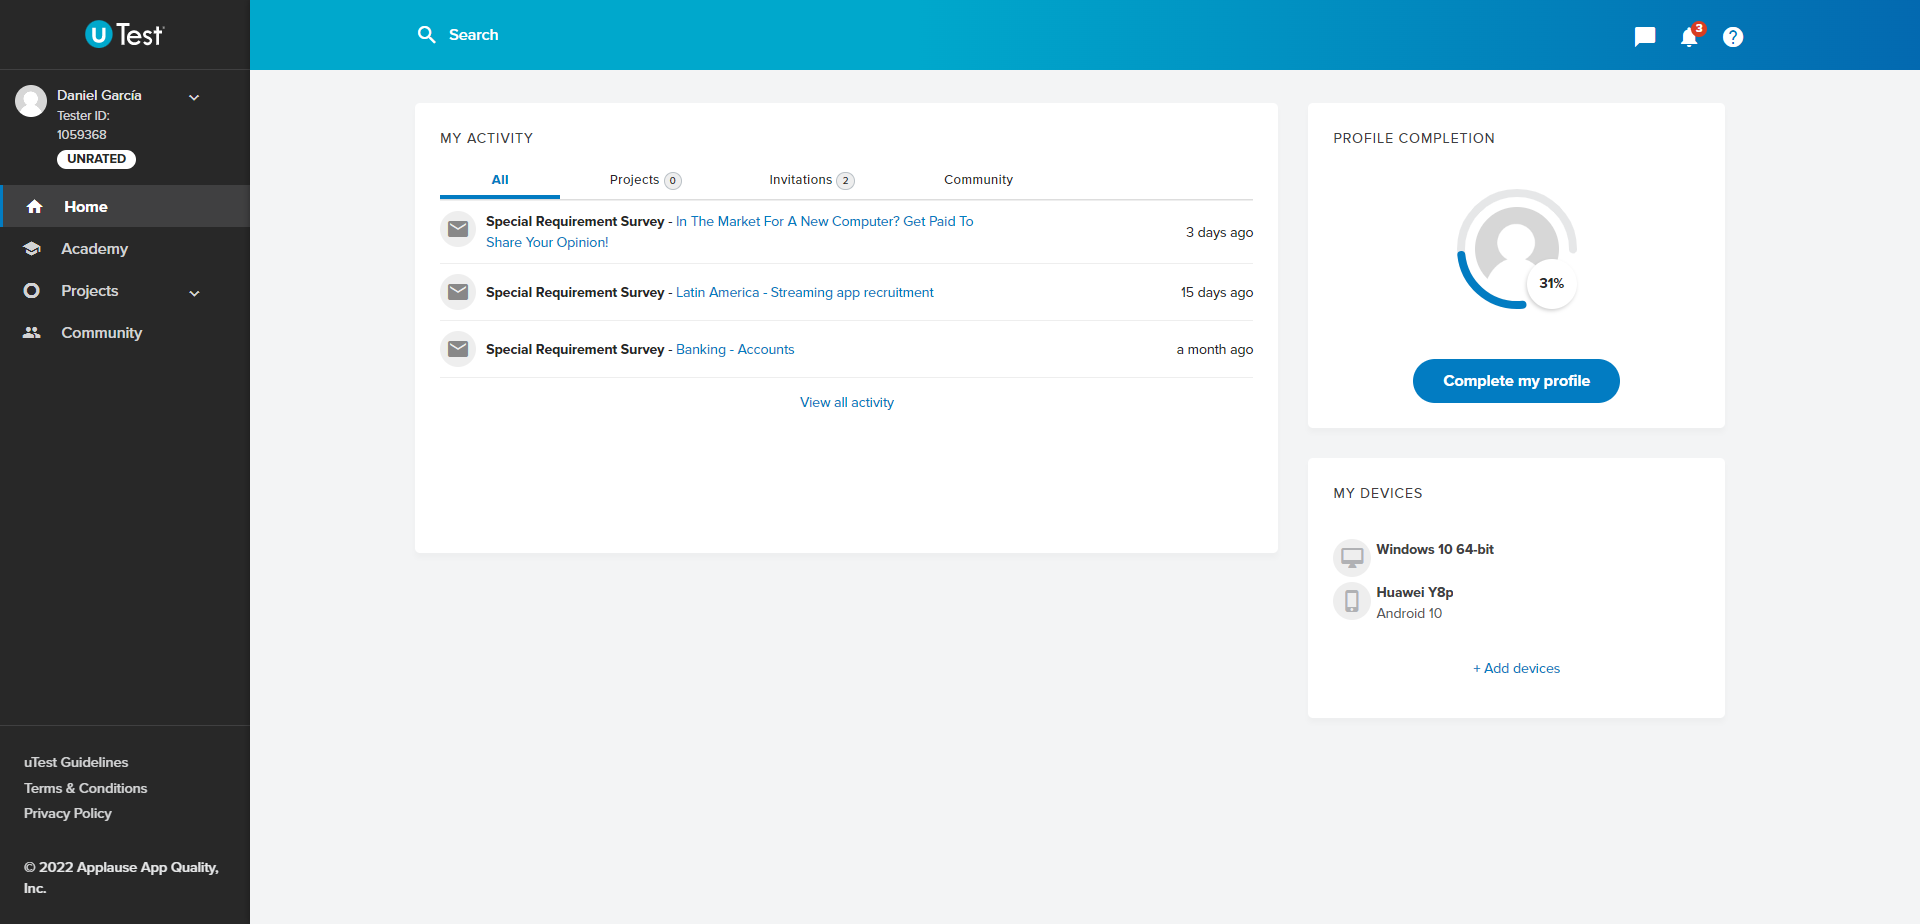 uTest
Search
3
?
Daniel García
Tester ID:
1059368
UNRATED
Home
Academy
Projects
Community
uTest Guidelines
Terms & Conditions
Privacy Policy
© 2022 Applause App Quality,
Inc.
MY ACTIVITY
All
Projects 0
Invitations 2
Community
Special Requirement Survey - In The Market For A New Computer? Get Paid To
Share Your Opinion!
3 days ago
Special Requirement Survey - Latin America - Streaming app recruitment
15 days ago
Special Requirement Survey - Banking - Accounts
a month ago
View all activity
PROFILE COMPLETION
31%
Complete my profile
MY DEVICES
Windows 10 64-bit
Huawei Y8p
Android 10
+ Add devices